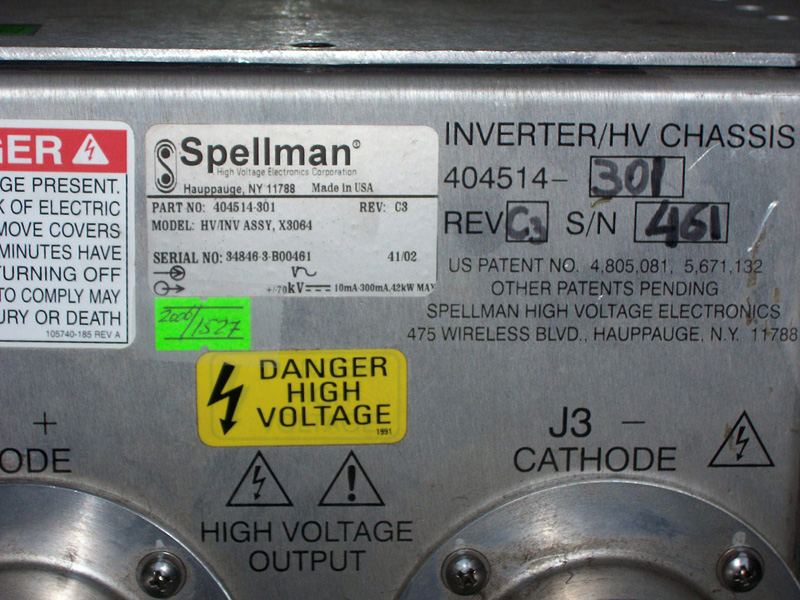 GER
GE PRESENT.
K OF ELECTRIC
MOVE COVERS
MINUTES HAVE
TURNING OFF
TO COMPLY MAY
URY OR DEATH
105740-185 REV A
Spellman®
High Voltage Electronics Corporation
Hauppauge, NY 11788 Made in USA
PART NO: 404514-301 REV: C3
MODEL: HV/INV ASSY, X3064
SERIAL NO: 34846-3-B00461 41/02
+/-70kV 10mA-300mA,42kW MAX
2006/1527
INVERTER/HV CHASSIS
404514- 301
REV C3 S/N 461
US PATENT NO. 4,805,081, 5,671,132
OTHER PATENTS PENDING
SPELLMAN HIGH VOLTAGE ELECTRONICS
475 WIRELESS BLVD., HAUPPAUGE, N.Y. 11788
DANGER
HIGH
VOLTAGE
1991
+
ODE
J3 -
CATHODE
HIGH VOLTAGE
OUTPUT